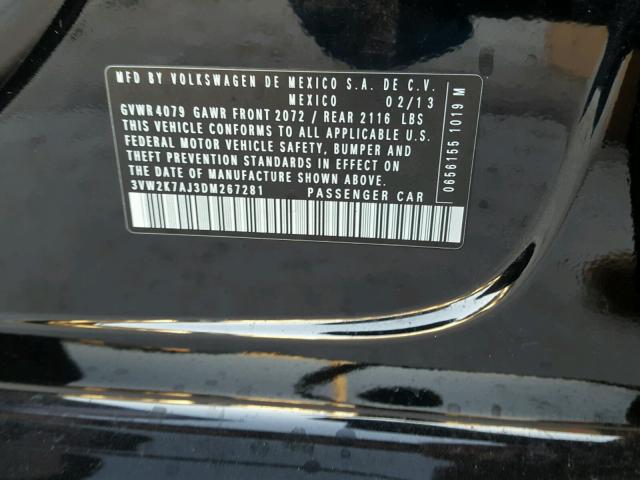 MFD BY VOLKSWAGEN DE MEXICO S.A. DE C.V.
MEXICO 02/13
GVWR 4079 GAWR FRONT 2072 / REAR 2116 LBS
THIS VEHICLE CONFORMS TO ALL APPLICABLE U.S.
FEDERAL MOTOR VEHICLE SAFETY, BUMPER AND
THEFT PREVENTION STANDARDS IN EFFECT ON
THE DATE OF MANUFACTURE SHOWN ABOVE.
3VW2K7AJ3DM267281 PASSENGER CAR
0656155 1019 M